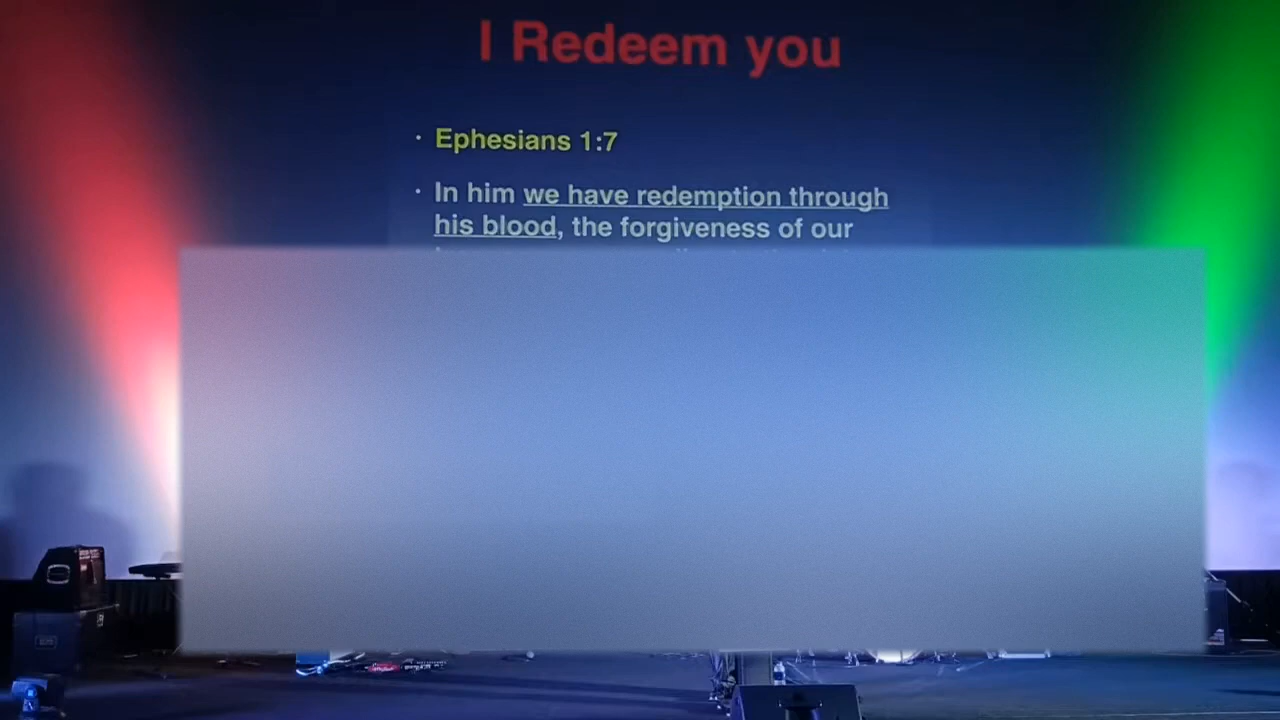 I Redeem you
• Ephesians 1:7
• In him we have redemption through
his blood, the forgiveness of our